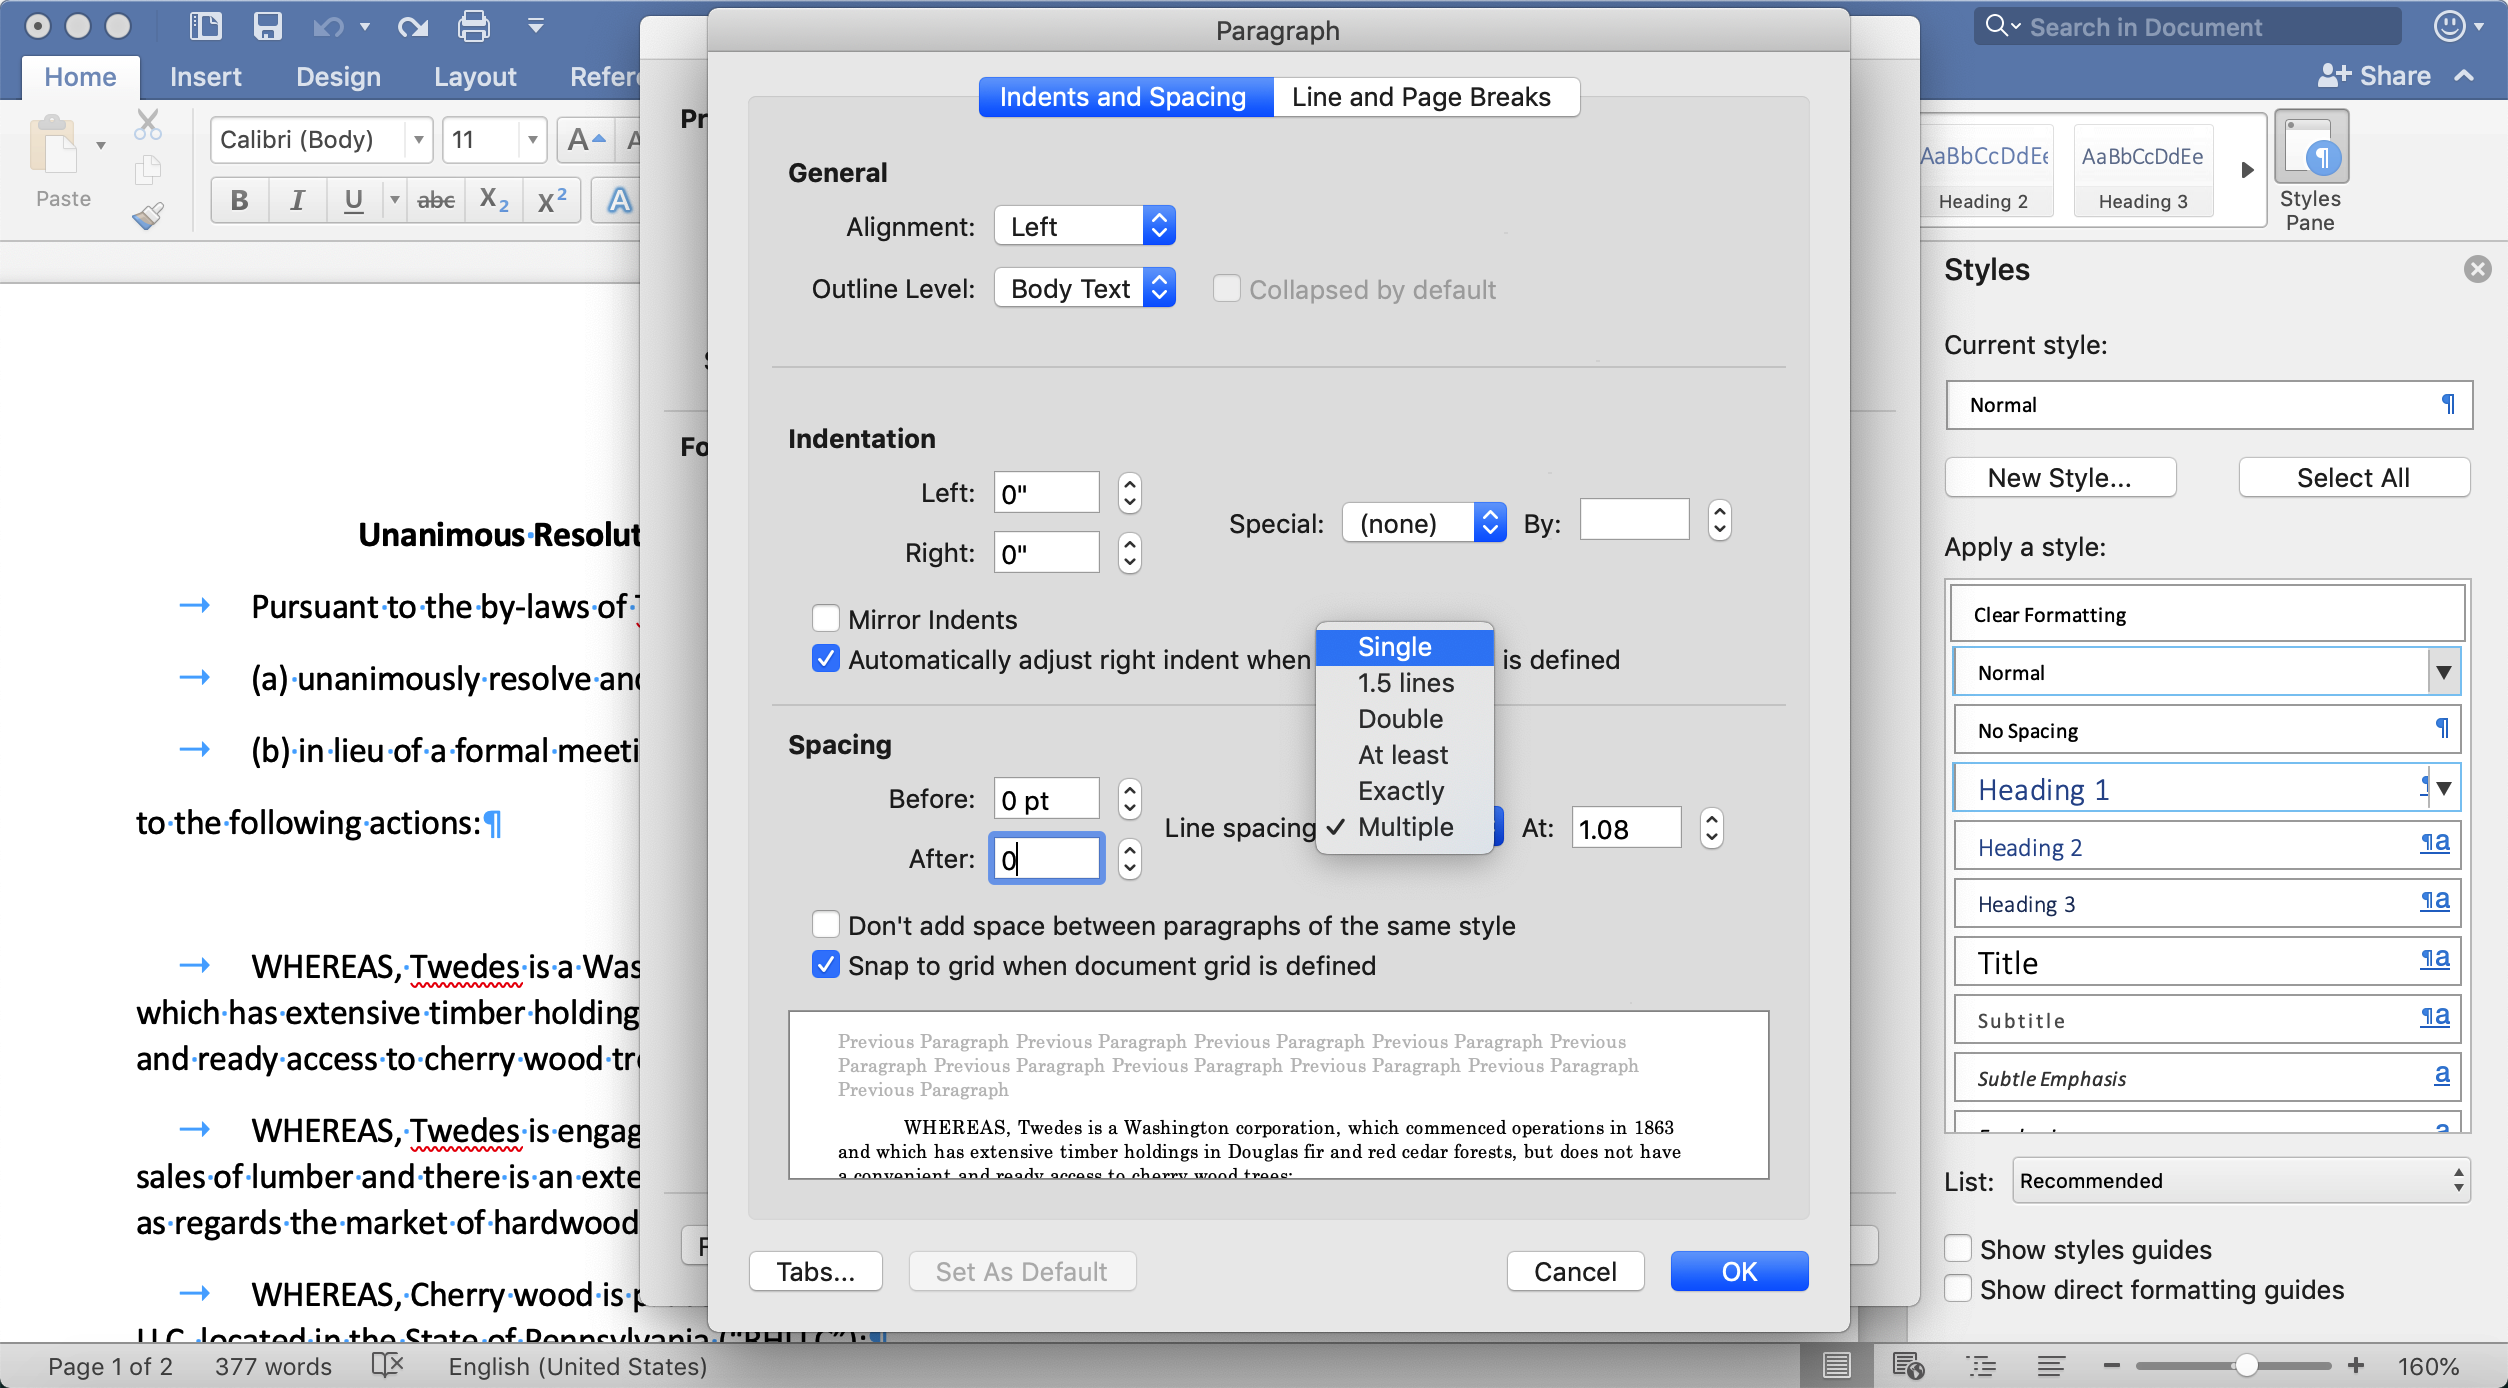 Paragraph
Search in Document
Home
Insert
Design
Layout
Share
Indents and Spacing
Line and Page Breaks
Paste
Calibri (Body)
11
A
B I U abc X2 X2 A
AaBbCcDdEe
Heading 2
AaBbCcDdEe
Heading 3
Styles
Pane
General
Alignment: Left
Outline Level: Body Text
Collapsed by default
Indentation
Left: 0"
Right: 0"
Special: (none) By:
Mirror Indents
Automatically adjust right indent when is defined
Single
1.5 lines
Double
At least
Exactly
✓ Multiple
Spacing
Before: 0 pt
After: 0
Line spacing
At: 1.08
Don't add space between paragraphs of the same style
Snap to grid when document grid is defined
Previous Paragraph Previous Paragraph Previous Paragraph Previous Paragraph Previous
Paragraph Previous Paragraph Previous Paragraph Previous Paragraph Previous Paragraph
Previous Paragraph
WHEREAS, Twedes is a Washington corporation, which commenced operations in 1863
and which has extensive timber holdings in Douglas fir and red cedar forests, but does not have
a convenient and ready access to cherry wood trees;
Tabs...
Set As Default
Cancel
OK
Unanimous·Resolut
→ Pursuant·to·the·by-laws·of·
→ (a)·unanimously·resolve·and
→ (b)·in·lieu·of·a·formal·meeti
to·the·following·actions:¶
→ WHEREAS,·Twedes·is·a·Was
which·has·extensive·timber·holding
and·ready·access·to·cherry·wood·tre
→ WHEREAS,·Twedes·is·engag
sales·of·lumber·and·there·is·an·exte
as·regards·the·market·of·hardwood
→ WHEREAS,·Cherry·wood·is·p
located·in·the·State·of·Pennsylvania·
Styles
Current style:
Normal ¶
New Style...
Select All
Apply a style:
Clear Formatting
Normal
No Spacing ¶
Heading 1
Heading 2 ¶a
Heading 3 ¶a
Title ¶a
Subtitle ¶a
Subtle Emphasis a
List: Recommended
Show styles guides
Show direct formatting guides
Page 1 of 2
377 words
English (United States)
160%